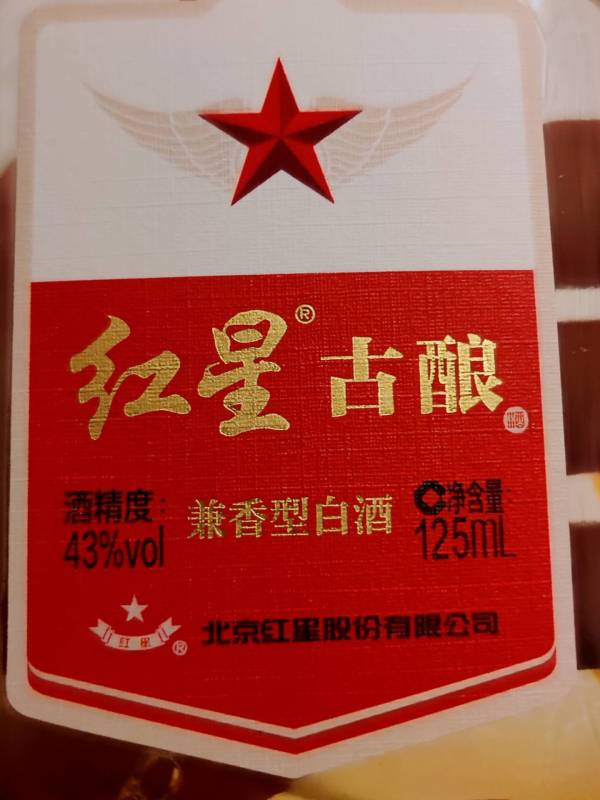 红星® 古酿
酒精度：
43%vol
兼香型白酒
净含量：
125mL
红星®
北京红星股份有限公司